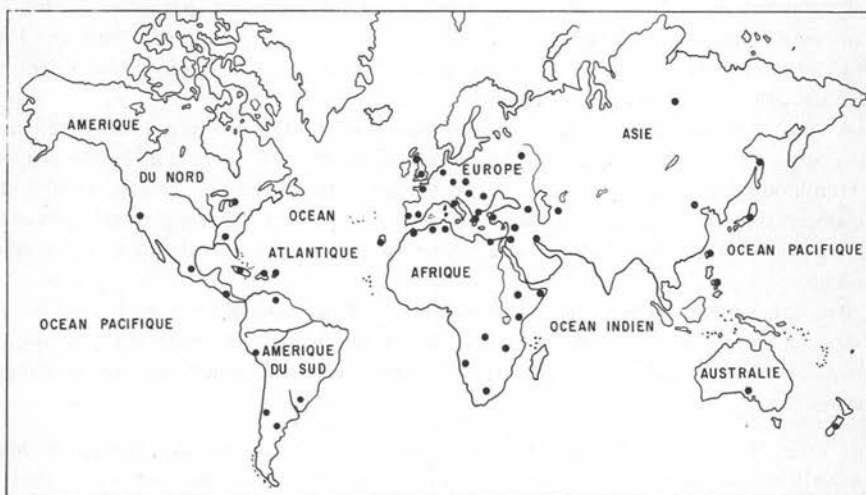 AMERIQUE
DU NORD
OCEAN
ATLANTIQUE
OCEAN PACIFIQUE
AMERIQUE
DU SUD
EUROPE
ASIE
AFRIQUE
OCEAN INDIEN
OCEAN PACIFIQUE
AUSTRALIE